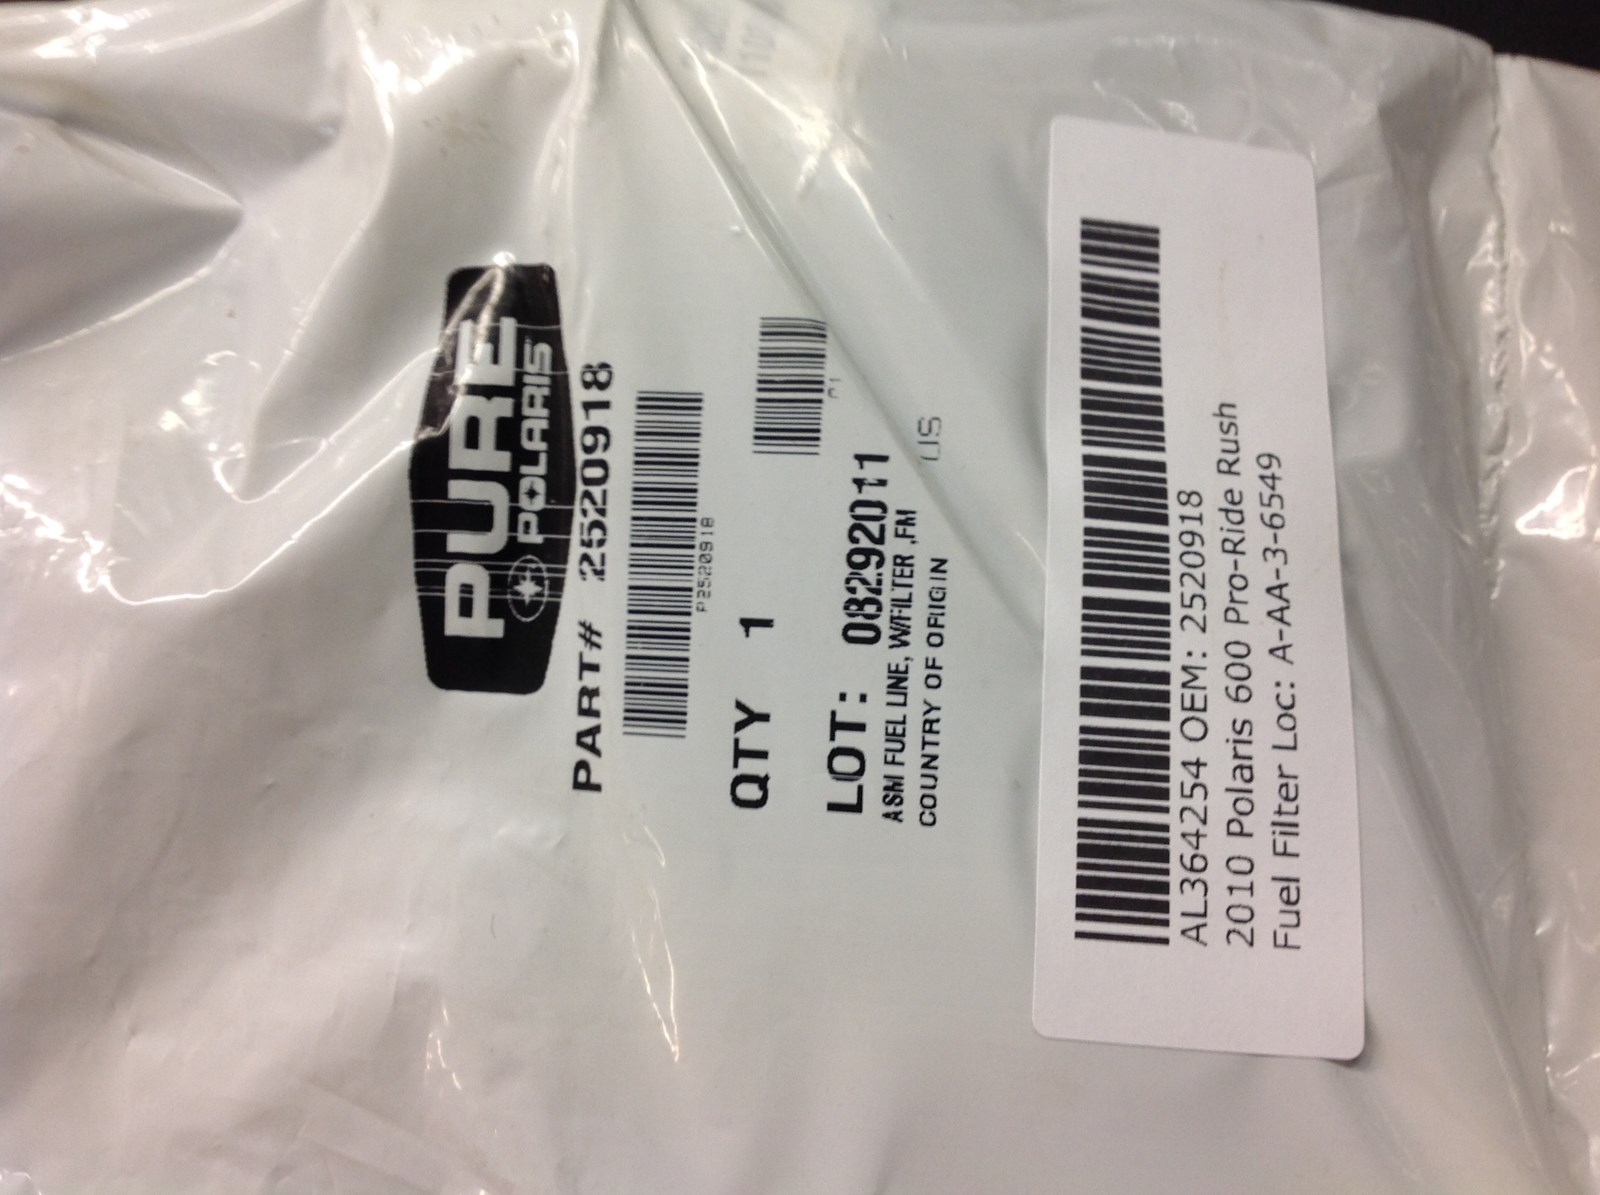 PURE
POLARIS
PART# 2520918
P2520918
QTY 1
LOT: 08292011
ASM FUEL LINE, W/FILTER ,FM
COUNTRY OF ORIGIN US
AL364254 OEM: 2520918
2010 Polaris 600 Pro-Ride Rush
Fuel Filter Loc: A-AA-3-6549